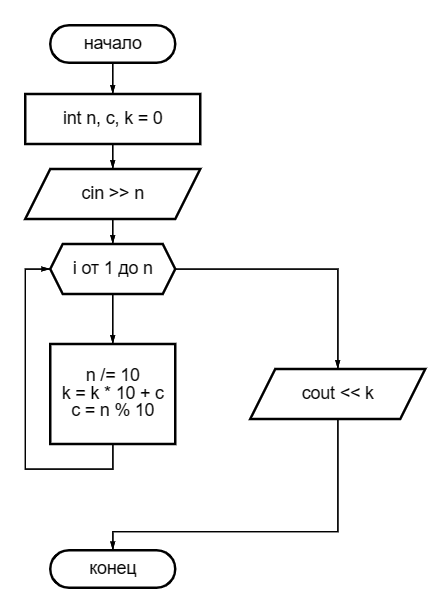 начало
int n, c, k = 0
cin >> n
i от 1 до n
n /= 10
k = k * 10 + c
c = n % 10
cout << k
конец